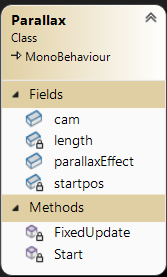 Parallax
Class
MonoBehaviour
Fields
cam
length
parallaxEffect
startpos
Methods
FixedUpdate
Start